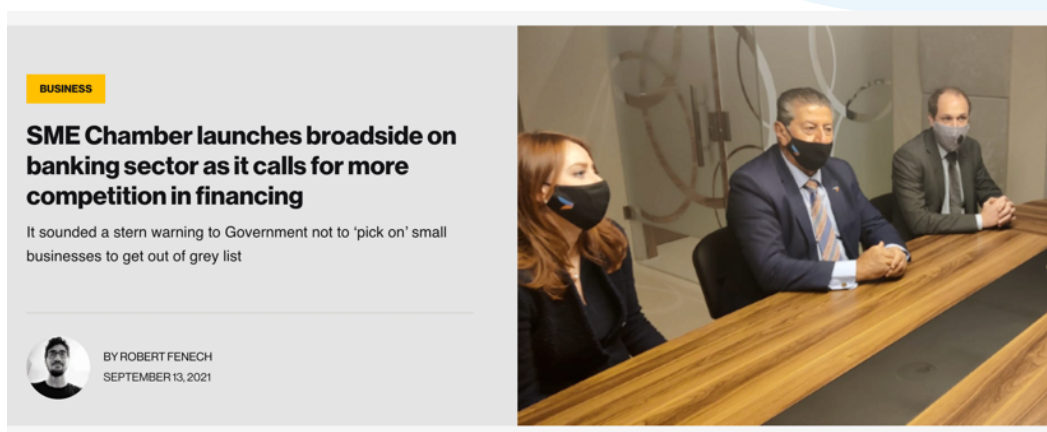 BUSINESS
SME Chamber launches broadside on
banking sector as it calls for more
competition in financing
It sounded a stern warning to Government not to ‘pick on’ small
businesses to get out of grey list
BY ROBERT FENECH
SEPTEMBER 13, 2021